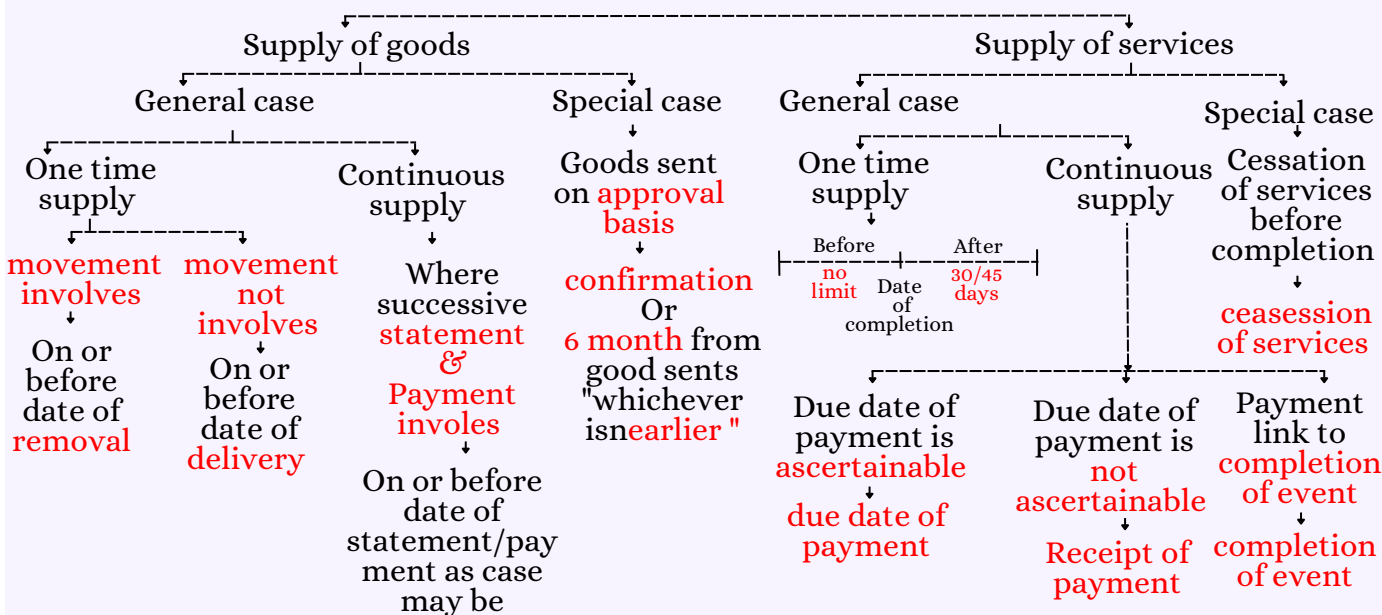 Supply of goods
Supply of services
General case
Special case
General case
Special case
One time
supply
Continuous
supply
Goods sent
on approval
basis
One time
supply
Continuous
supply
Cessation
of services
before
completion
movement
involves
movement
not
involves
Where
successive
statement
&
Payment
involes
confirmation
Or
6 month from
good sents
"whichever
isnearlier "
Before
After
no
limit
Date
of
completion
30/45
days
ceasession
of services
On or
before
date of
removal
On or
before
date of
delivery
On or before
date of
statement/pay
ment as case
may be
Due date of
payment is
ascertainable
due date of
payment
Due date of
payment is
not
ascertainable
Receipt of
payment
Payment
link to
completion
of event
completion
of event